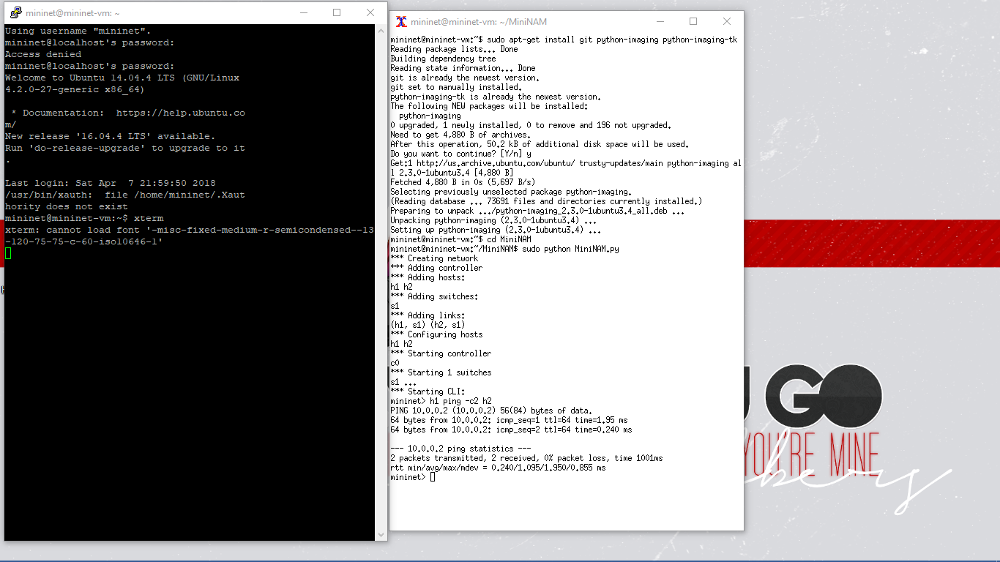 mininet@mininet-vm: ~
Using username "mininet".
mininet@localhost's password:
Access denied
mininet@localhost's password:
Welcome to Ubuntu 14.04.4 LTS (GNU/Linux
4.2.0-27-generic x86_64)
* Documentation:  https://help.ubuntu.co
m/
New release '16.04.4 LTS' available.
Run 'do-release-upgrade' to upgrade to it
.
Last login: Sat Apr  7 21:59:50 2018
/usr/bin/xauth:  file /home/mininet/.Xaut
hority does not exist
mininet@mininet-vm:~$ xterm
xterm: cannot load font '-misc-fixed-medium-r-semicondensed--13
-120-75-75-c-60-iso10646-1'
mininet@mininet-vm: ~/MiniNAM
mininet@mininet-vm:~$ sudo apt-get install git python-imaging python-imaging-tk
Reading package lists... Done
Building dependency tree
Reading state information... Done
git is already the newest version.
git set to manually installed.
python-imaging-tk is already the newest version.
The following NEW packages will be installed:
  python-imaging
0 upgraded, 1 newly installed, 0 to remove and 196 not upgraded.
Need to get 4,880 B of archives.
After this operation, 50.2 kB of additional disk space will be used.
Do you want to continue? [Y/n] y
Get:1 http://us.archive.ubuntu.com/ubuntu/ trusty-updates/main python-imaging al
l 2.3.0-1ubuntu3.4 [4,880 B]
Fetched 4,880 B in 0s (5,697 B/s)
Selecting previously unselected package python-imaging.
(Reading database ... 73691 files and directories currently installed.)
Preparing to unpack .../python-imaging_2.3.0-1ubuntu3.4_all.deb ...
Unpacking python-imaging (2.3.0-1ubuntu3.4) ...
Setting up python-imaging (2.3.0-1ubuntu3.4) ...
mininet@mininet-vm:~$ cd MiniNAM
mininet@mininet-vm:~/MiniNAM$ sudo python MiniNAM.py
*** Creating network
*** Adding controller
*** Adding hosts:
h1 h2
*** Adding switches:
s1
*** Adding links:
(h1, s1) (h2, s1)
*** Configuring hosts
h1 h2
*** Starting controller
c0
*** Starting 1 switches
s1 ...
*** Starting CLI:
mininet> h1 ping -c2 h2
PING 10.0.0.2 (10.0.0.2) 56(84) bytes of data.
64 bytes from 10.0.0.2: icmp_seq=1 ttl=64 time=1.95 ms
64 bytes from 10.0.0.2: icmp_seq=2 ttl=64 time=0.240 ms
--- 10.0.0.2 ping statistics ---
2 packets transmitted, 2 received, 0% packet loss, time 1001ms
rtt min/avg/max/mdev = 0.240/1.095/1.950/0.855 ms
mininet>
GO
YOU'RE MINE